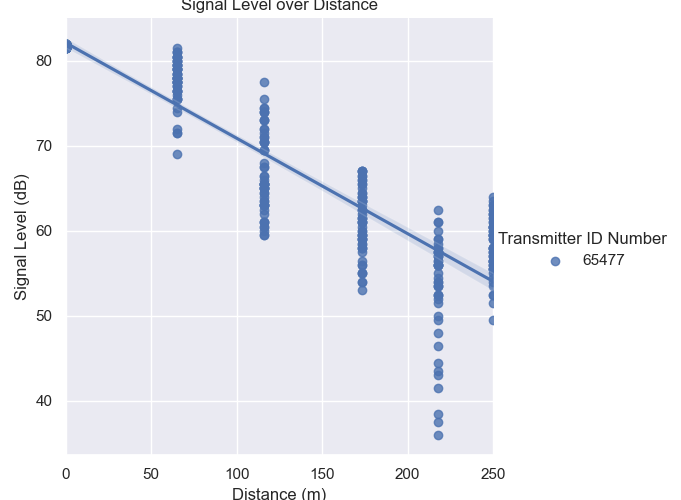 Signal Level over Distance
80
70
60
50
40
Signal Level (dB)
0 50 100 150 200 250
Distance (m)
Transmitter ID Number
65477